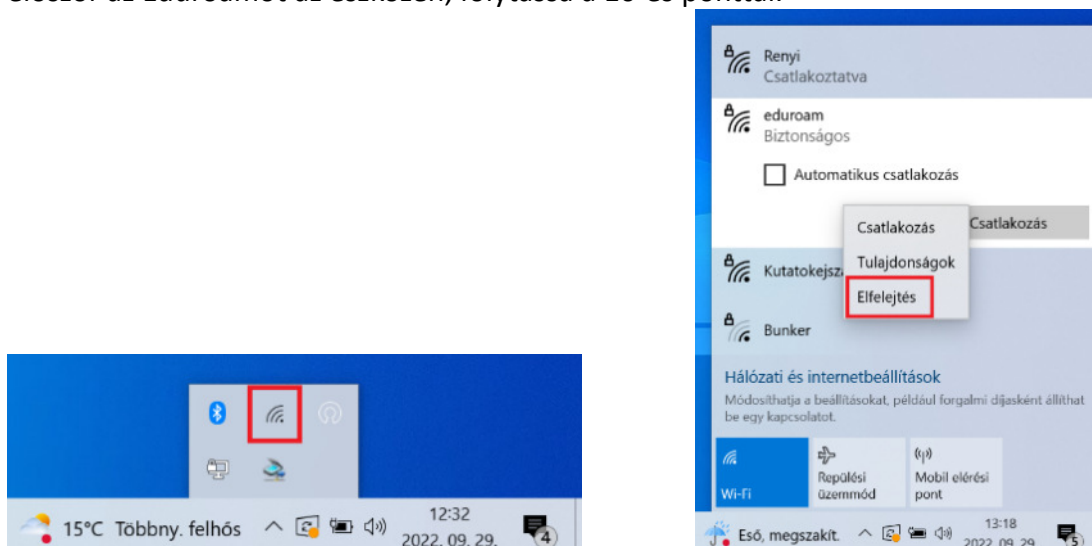 Renyi
Csatlakoztatva
eduroam
Biztonságos
Automatikus csatlakozás
Csatlakozás
Csatlakozás
Tulajdonságok
Elfelejtés
Bunker
Hálózati és internetbeállítások
Módosíthatja a beállításokat, például forgalmi díjasként állíthat
be egy kapcsolatot.
Wi-Fi
Repülési
üzemmód
Mobil elérési
pont
15°C Többny. felhős
12:32
2022. 09. 29.
4
Eső, megszakít.
13:18
2022. 09. 29.
5